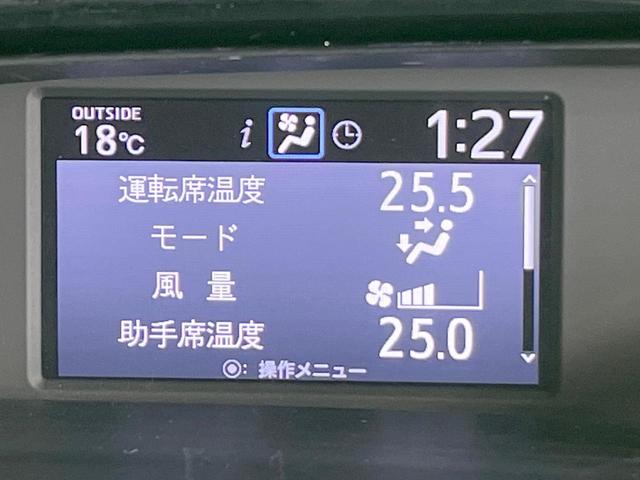 OUTSIDE
18℃ i 1:27
運転席温度 25.5
モード
風量
助手席温度 25.0
◉: 操作メニュー